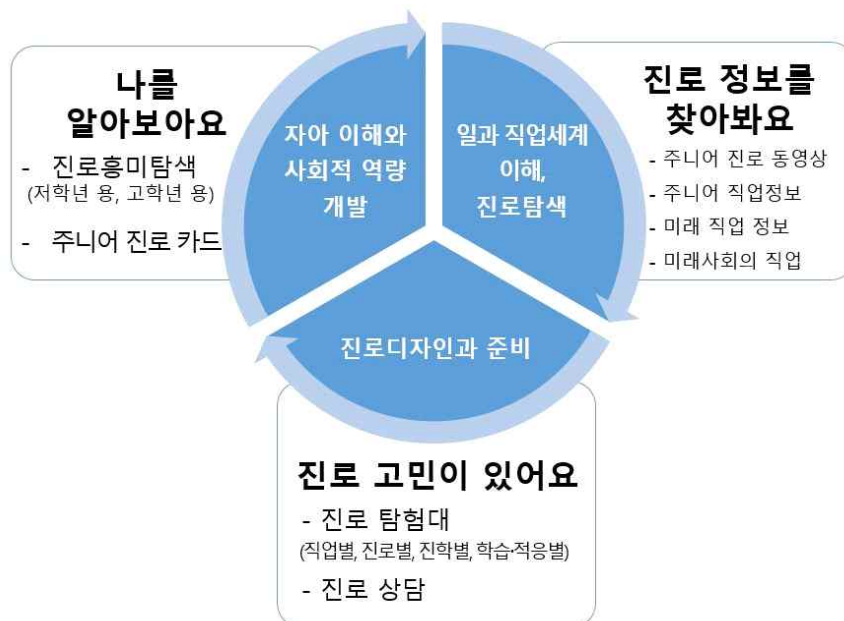 나를
알아보아요
- 진로흥미탐색
(저학년 용, 고학년 용)
- 주니어 진로 카드
자아 이해와
사회적 역량
개발
일과 직업세계
이해,
진로탐색
진로 정보를
찾아봐요
- 주니어 진로 동영상
- 주니어 직업정보
- 미래 직업 정보
- 미래사회의 직업
진로디자인과 준비
진로 고민이 있어요
- 진로 탐험대
(직업별, 진로별, 진학별, 학습·적응별)
- 진로 상담